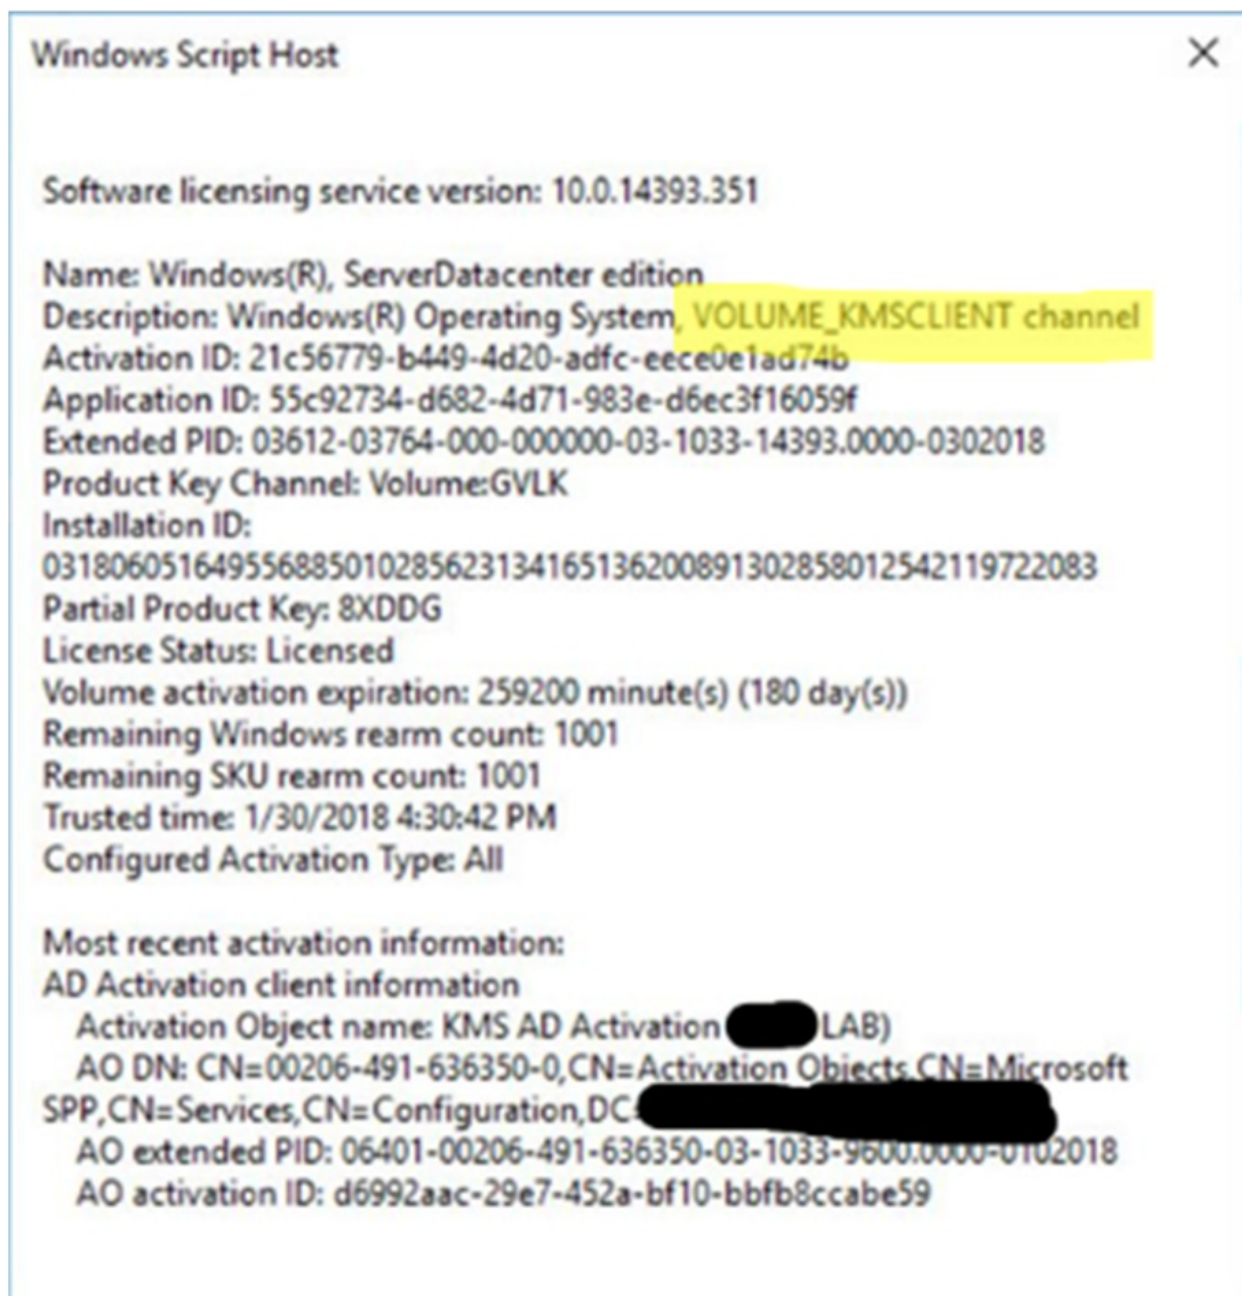 Windows Script Host
Software licensing service version: 10.0.14393.351
Name: Windows(R), ServerDatacenter edition
Description: Windows(R) Operating System, VOLUME_KMSCLIENT channel
Activation ID: 21c56779-b449-4d20-adfc-eece0e1ad74b
Application ID: 55c92734-d682-4d71-983e-d6ec3f16059f
Extended PID: 03612-03764-000-000000-03-1033-14393.0000-0302018
Product Key Channel: Volume:GVLK
Installation ID:
031806051649556885010285623134165136200891302858012542119722083
Partial Product Key: 8XDDG
License Status: Licensed
Volume activation expiration: 259200 minute(s) (180 day(s))
Remaining Windows rearm count: 1001
Remaining SKU rearm count: 1001
Trusted time: 1/30/2018 4:30:42 PM
Configured Activation Type: All
Most recent activation information:
AD Activation client information
Activation Object name: KMS AD Activation LAB)
AO DN: CN=00206-491-636350-0,CN=Activation Objects,CN=Microsoft
SPP,CN=Services,CN=Configuration,DC=
AO extended PID: 06401-00206-491-636350-03-1033-9600.0000-0102018
AO activation ID: d6992aac-29e7-452a-bf10-bbfb8ccabe59